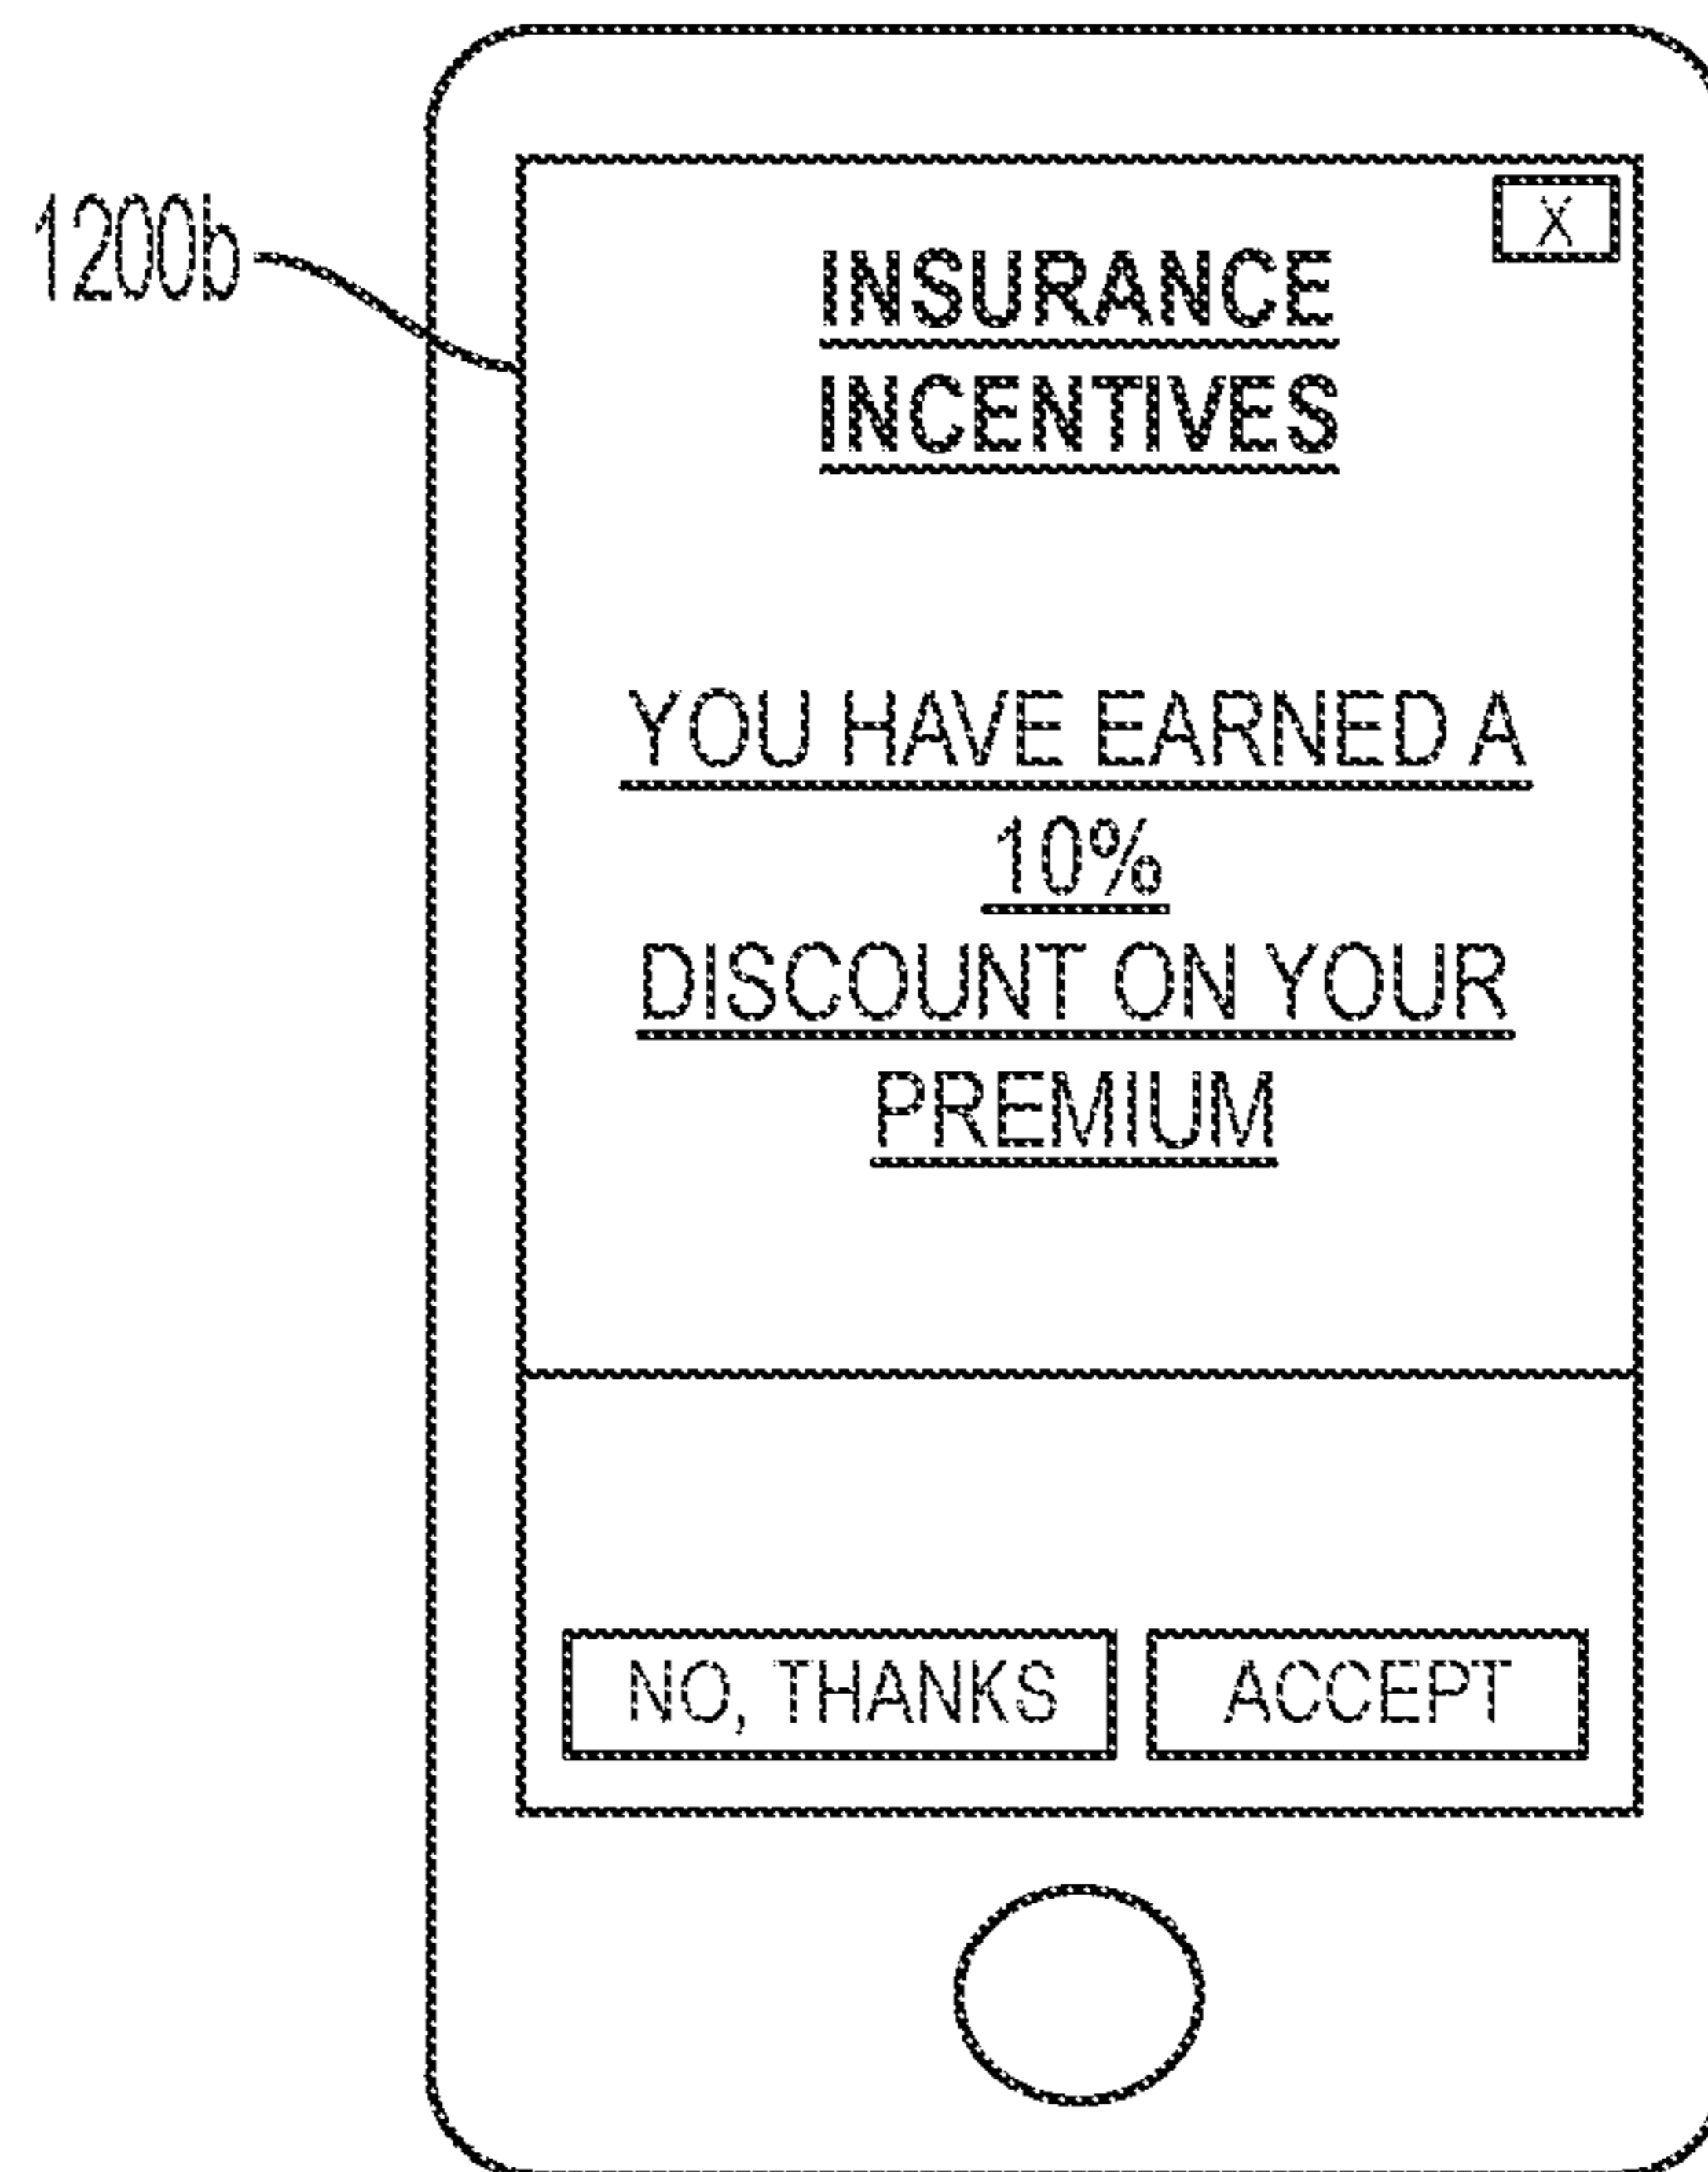 1200b
X
INSURANCE
INCENTIVES
YOU HAVE EARNED A
10%
DISCOUNT ON YOUR
PREMIUM
NO, THANKS
ACCEPT